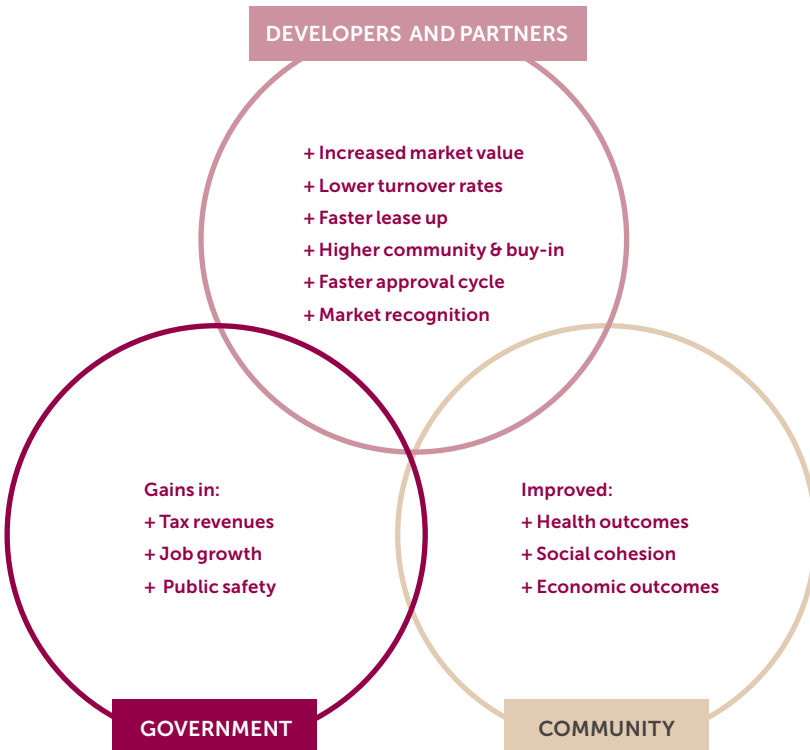 DEVELOPERS AND PARTNERS
+ Increased market value
+ Lower turnover rates
+ Faster lease up
+ Higher community & buy-in
+ Faster approval cycle
+ Market recognition
Gains in:
+ Tax revenues
+ Job growth
+ Public safety
GOVERNMENT
Improved:
+ Health outcomes
+ Social cohesion
+ Economic outcomes
COMMUNITY